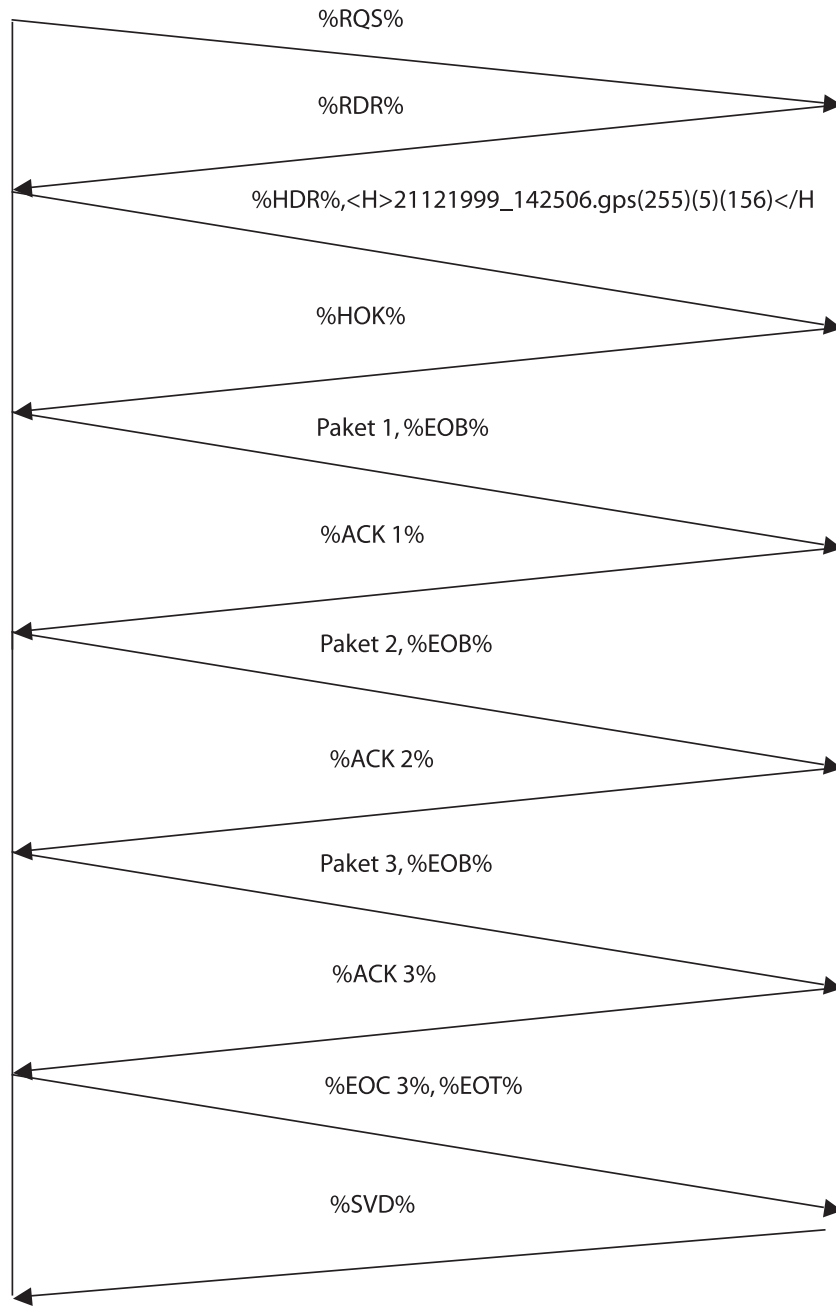 %RQS%
%RDR%
%HDR%,<H>21121999_142506.gps(255)(5)(156)</H
%HOK%
Paket 1, %EOB%
%ACK 1%
Paket 2, %EOB%
%ACK 2%
Paket 3, %EOB%
%ACK 3%
%EOC 3%, %EOT%
%SVD%